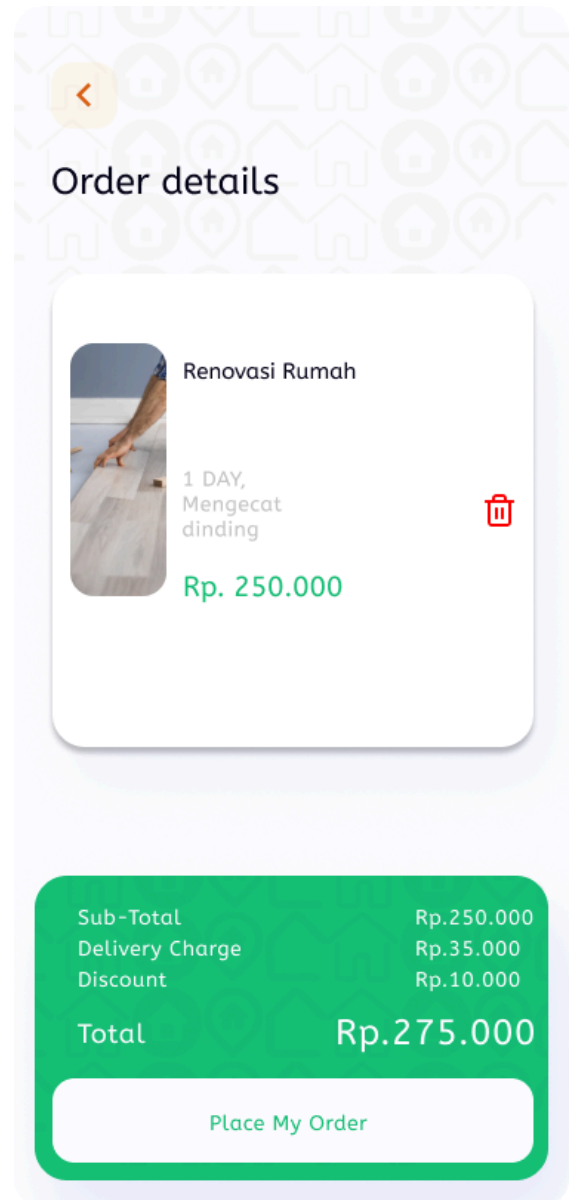 Order details
Renovasi Rumah
1 DAY,
Mengecat
dinding
Rp. 250.000
Sub-Total Rp.250.000
Delivery Charge Rp.35.000
Discount Rp.10.000
Total Rp.275.000
Place My Order